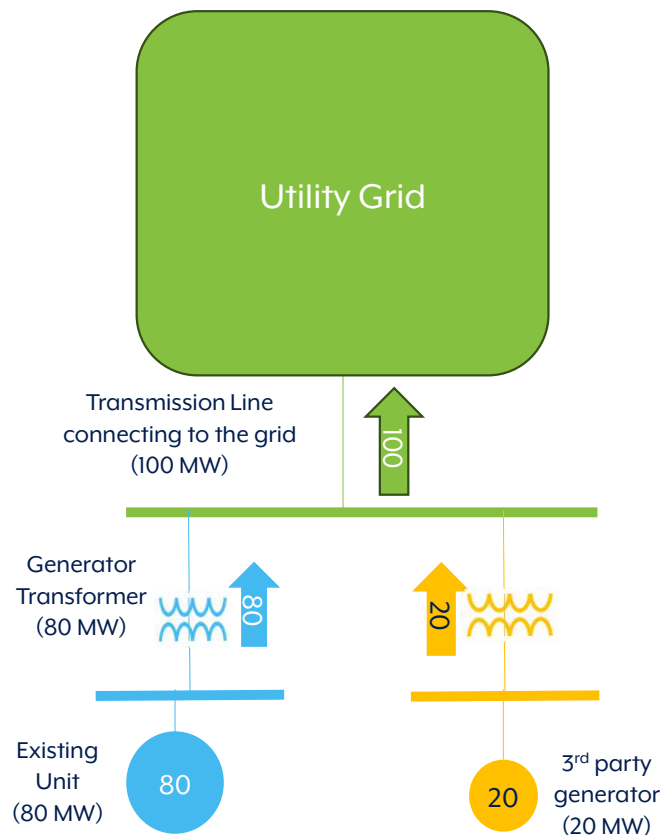 Utility Grid
Transmission Line
connecting to the grid
(100 MW)
100
Generator
Transformer
(80 MW)
80
20
Existing
Unit
(80 MW)
80
20
3rd party
generator
(20 MW)